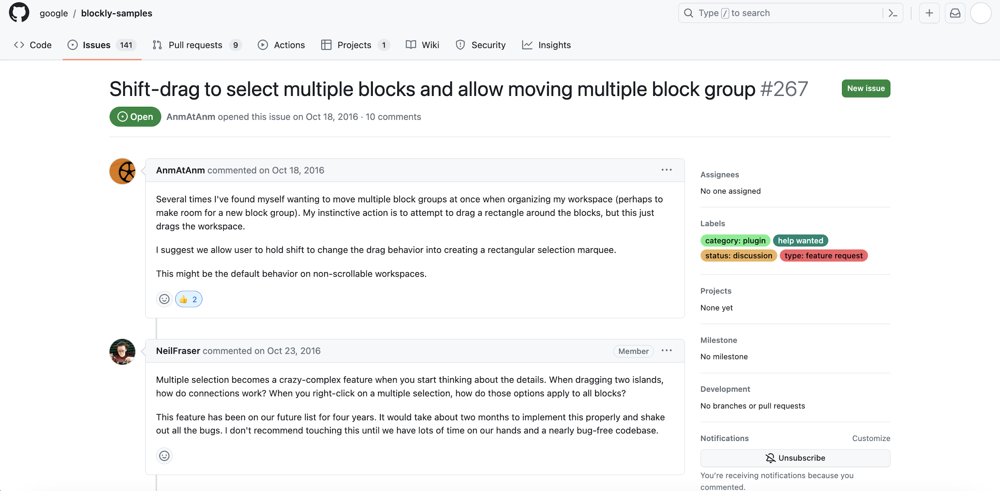 google / blockly-samples
Type / to search
Code
Issues 141
Pull requests 9
Actions
Projects 1
Wiki
Security
Insights
Shift-drag to select multiple blocks and allow moving multiple block group #267
New issue
Open
AnmAtAnm opened this issue on Oct 18, 2016 · 10 comments
AnmAtAnm commented on Oct 18, 2016
Several times I've found myself wanting to move multiple block groups at once when organizing my workspace (perhaps to
make room for a new block group). My instinctive action is to attempt to drag a rectangle around the blocks, but this just
drags the workspace.
I suggest we allow user to hold shift to change the drag behavior into creating a rectangular selection marquee.
This might be the default behavior on non-scrollable workspaces.
👍 2
NeilFraser commented on Oct 23, 2016
Member
Multiple selection becomes a crazy-complex feature when you start thinking about the details. When dragging two islands,
how do connections work? When you right-click on a multiple selection, how do those options apply to all blocks?
This feature has been on our future list for four years. It would take about two months to implement this properly and shake
out all the bugs. I don't recommend touching this until we have lots of time on our hands and a nearly bug-free codebase.
Assignees
No one assigned
Labels
category: plugin
help wanted
status: discussion
type: feature request
Projects
None yet
Milestone
No milestone
Development
No branches or pull requests
Notifications
Customize
Unsubscribe
You're receiving notifications because you
commented.